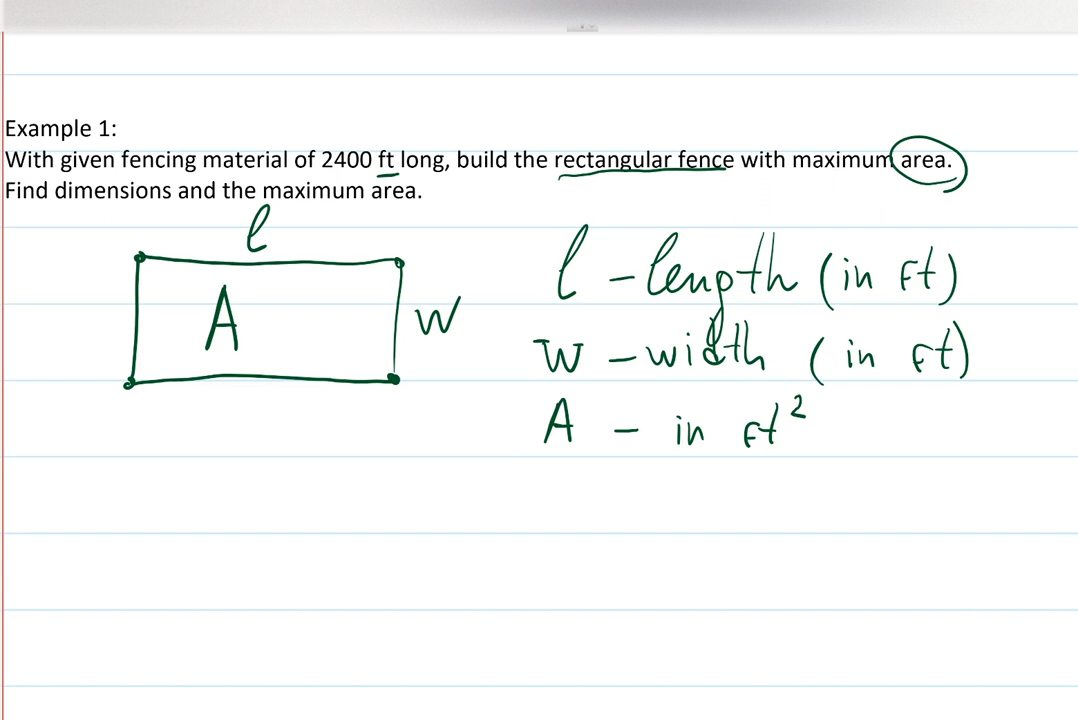 Example 1:
With given fencing material of 2400 ft long, build the rectangular fence with maximum area.
Find dimensions and the maximum area.
l
A
w
l - length (in ft)
w - width (in ft)
A - in ft²